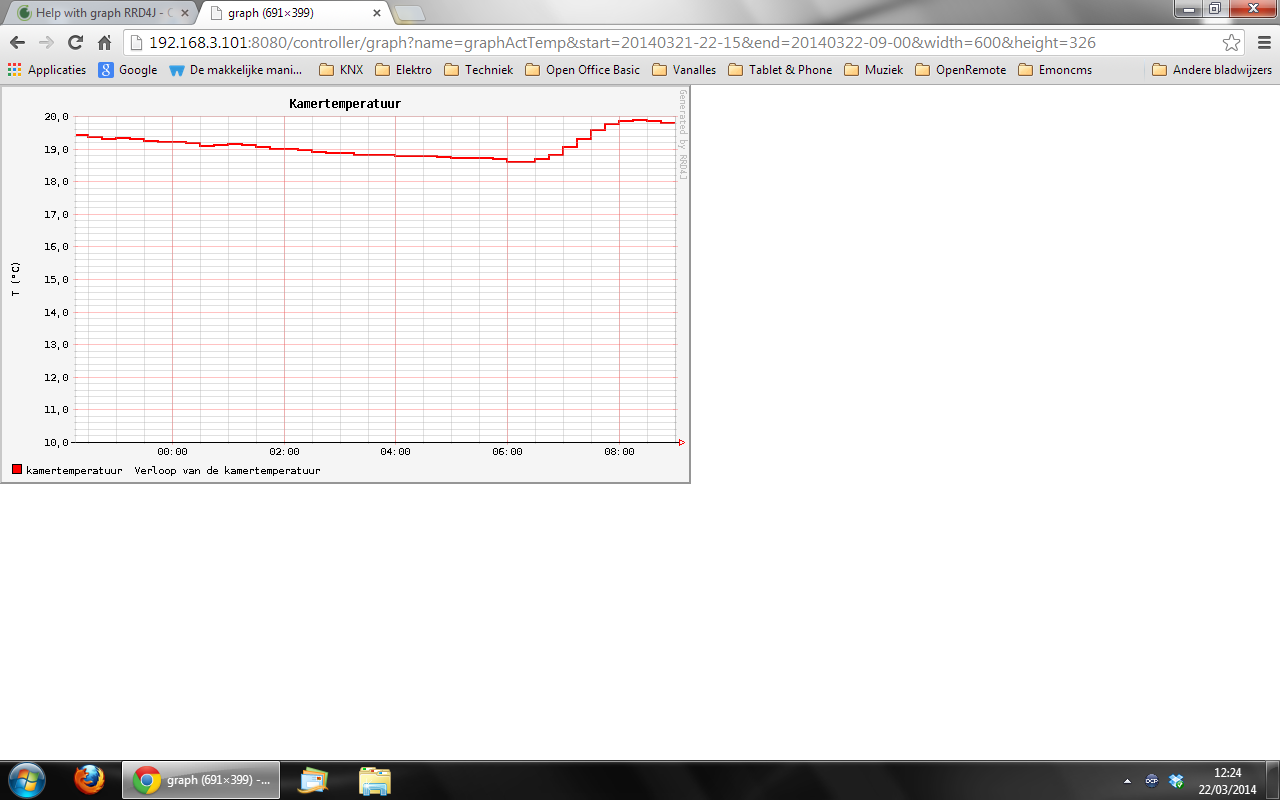 Help with graph RRD4J - O
graph (691×399)
192.168.3.101:8080/controller/graph?name=graphActTemp&start=20140321-22-15&end=20140322-09-00&width=600&height=326
Applicaties Google De makkelijke mani... KNX Elektro Techniek Open Office Basic Vanalles Tablet & Phone Muziek OpenRemote Emoncms Andere bladwijzers
Kamertemperatuur
Generated by RRD4J
T (°C)
20,0
19,0
18,0
17,0
16,0
15,0
14,0
13,0
12,0
11,0
10,0
00:00 02:00 04:00 06:00 08:00
kamertemperatuur Verloop van de kamertemperatuur
graph (691×399) -...
DCP
12:24
22/03/2014